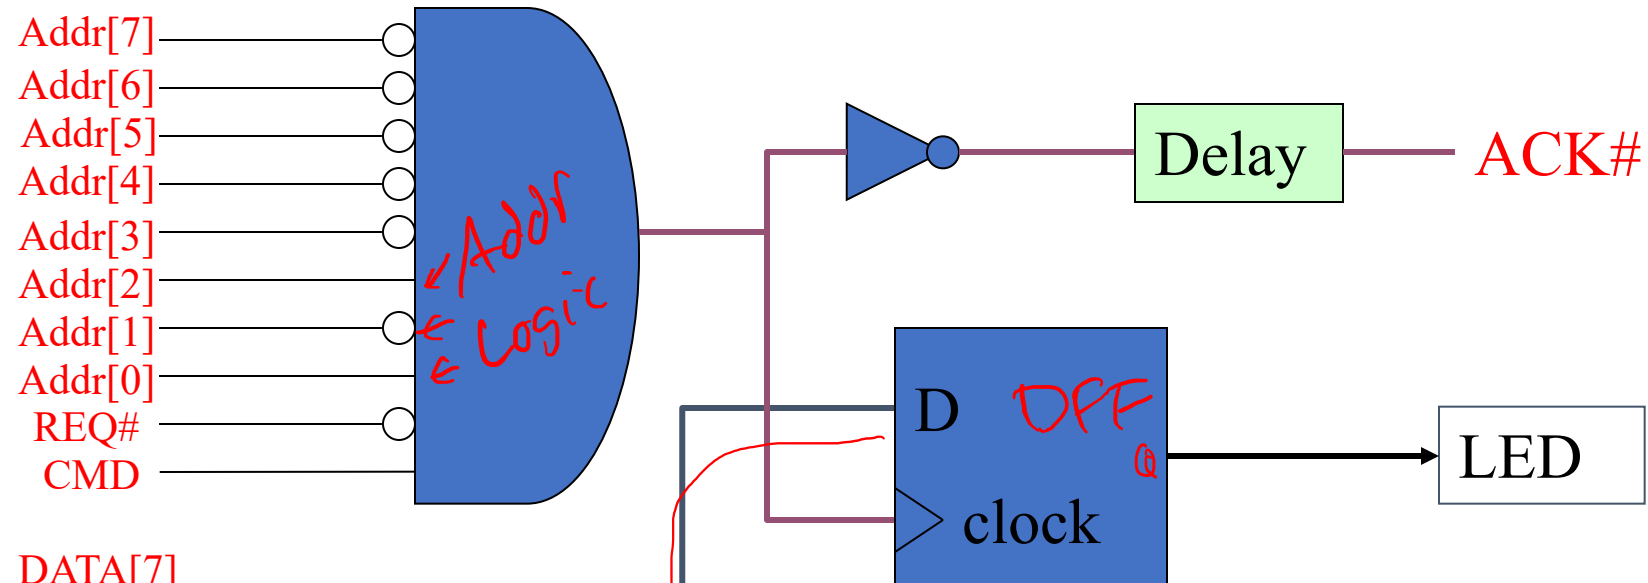 Addr[7]
Addr[6]
Addr[5]
Addr[4]
Addr[3]
Addr[2]
Addr[1]
Addr[0]
REQ#
CMD
DATA[7]
Addr
Logic
Delay
ACK#
D
DFF
Q
clock
LED